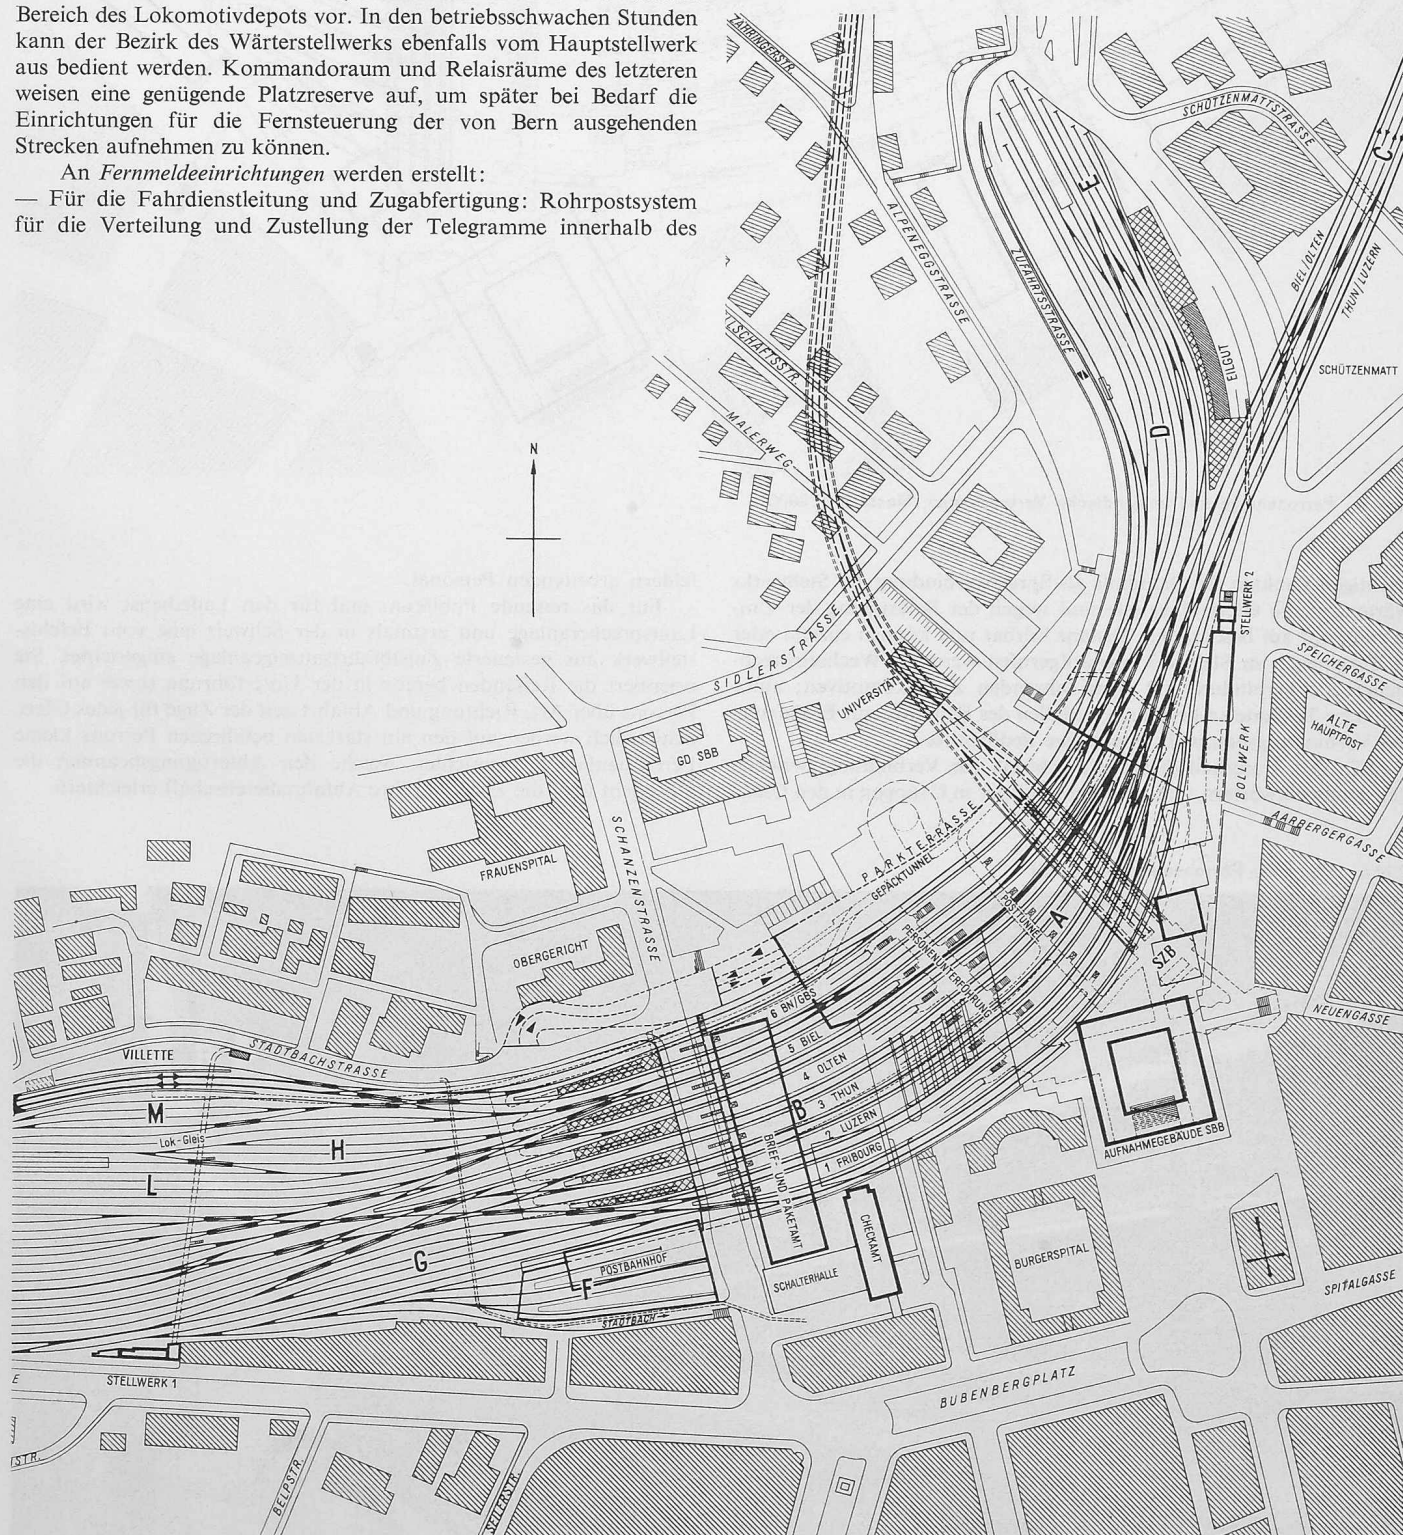 Bereich des Lokomotivdepots vor. In den betriebsschwachen Stunden
kann der Bezirk des Wärterstellwerks ebenfalls vom Hauptstellwerk
aus bedient werden. Kommandoraum und Relaisräume des letzteren
weisen eine genügende Platzreserve auf, um später bei Bedarf die
Einrichtungen für die Fernsteuerung der von Bern ausgehenden
Strecken aufnehmen zu können.
An Fernmeldeeinrichtungen werden erstellt:
— Für die Fahrdienstleitung und Zugabfertigung: Rohrpostsystem
für die Verteilung und Zustellung der Telegramme innerhalb des
ZÄHRINGERSTR.
SCHÜTZENMATTSTRASSE
C
E
ALPENEGGSTRASSE
ZUFAHRTSSTRASSE
BIEL/OLTEN
THUN/LUZERN
LSCHAFTSSTR.
EILGUT
SCHÜTZENMATT
MALERWEG
D
N
STELLWERK 2
SIDLERSTRASSE
SPEICHERGASSE
UNIVERSITÄT
ALTE
HAUPTPOST
GD SBB
BOLLWERK
SCHANZENSTRASSE
PARKTERRASSE
GEPÄCKTUNNEL
AARBERGERGASSE
FRAUENSPITAL
POSTTUNNEL
A
PERSONENUNTERFÜHRUNG
OBERGERICHT
SZB
6 BN/GBS
5 BIEL
4 OLTEN
3 THUN
2 LUZERN
1 FRIBOURG
NEUENGASSE
VILLETTE
STADTBACHSTRASSE
M
B
Lok-Gleis
H
BRIEF- UND PAKETAMT
AUFNAHMEGEBÄUDE SBB
L
CHECKAMT
G
POSTBAHNHOF
F
SCHALTERHALLE
BURGERSPITAL
STADTBACH
SPITALGASSE
E
STELLWERK 1
BUBENBERGPLATZ
STR.
BELPSTR.
SEILERSTR.